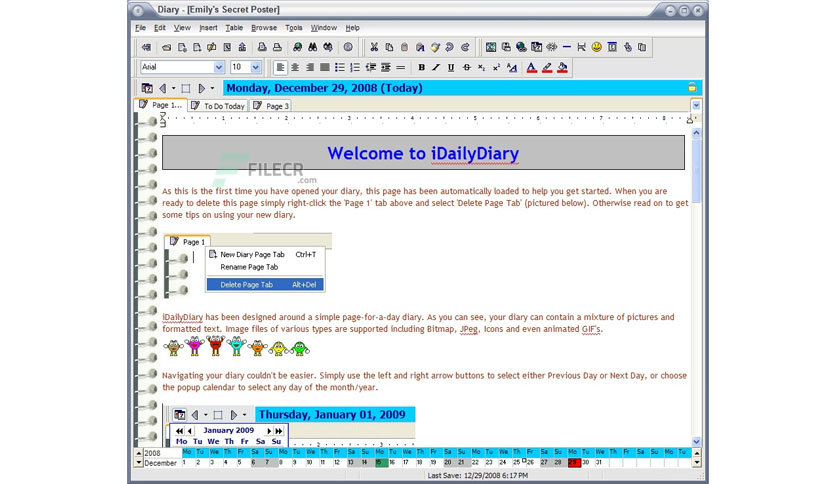 Diary - [Emily's Secret Poster]
File Edit View Insert Table Browse Tools Window Help
Arial 10 B I U
Monday, December 29, 2008 (Today)
Page 1... To Do Today Page 3
1 2 3 4 5 6 7 8
Welcome to iDailyDiary
FILECR
.com
As this is the first time you have opened your diary, this page has been automatically loaded to help you get started. When you are
ready to delete this page simply right-click the 'Page 1' tab above and select 'Delete Page Tab' (pictured below). Otherwise read on to get
some tips on using your new diary.
Page 1
New Diary Page Tab Ctrl+T
Rename Page Tab
Delete Page Tab Alt+Del
iDailyDiary has been designed around a simple page-for-a-day diary. As you can see, your diary can contain a mixture of pictures and
formatted text. Image files of various types are supported including Bitmap, JPeg, Icons and even animated GIF's.
Navigating your diary couldn't be easier. Simply use the left and right arrow buttons to select either Previous Day or Next Day, or choose
the popup calendar to select any day of the month/year.
Thursday, January 01, 2009
January 2009
Mo Tu We Th Fr Sa Su
2008 Mo Tu We Th Fr Sa Su Mo Tu We Th Fr Sa Su Mo Tu We Th Fr Sa Su Mo Tu We Th Fr Sa Su Mo Tu We
December 1 2 3 4 5 6 7 8 9 10 11 12 13 14 15 16 17 18 19 20 21 22 23 24 25 26 27 28 29 30 31
Last Save: 12/29/2008 6:17 PM